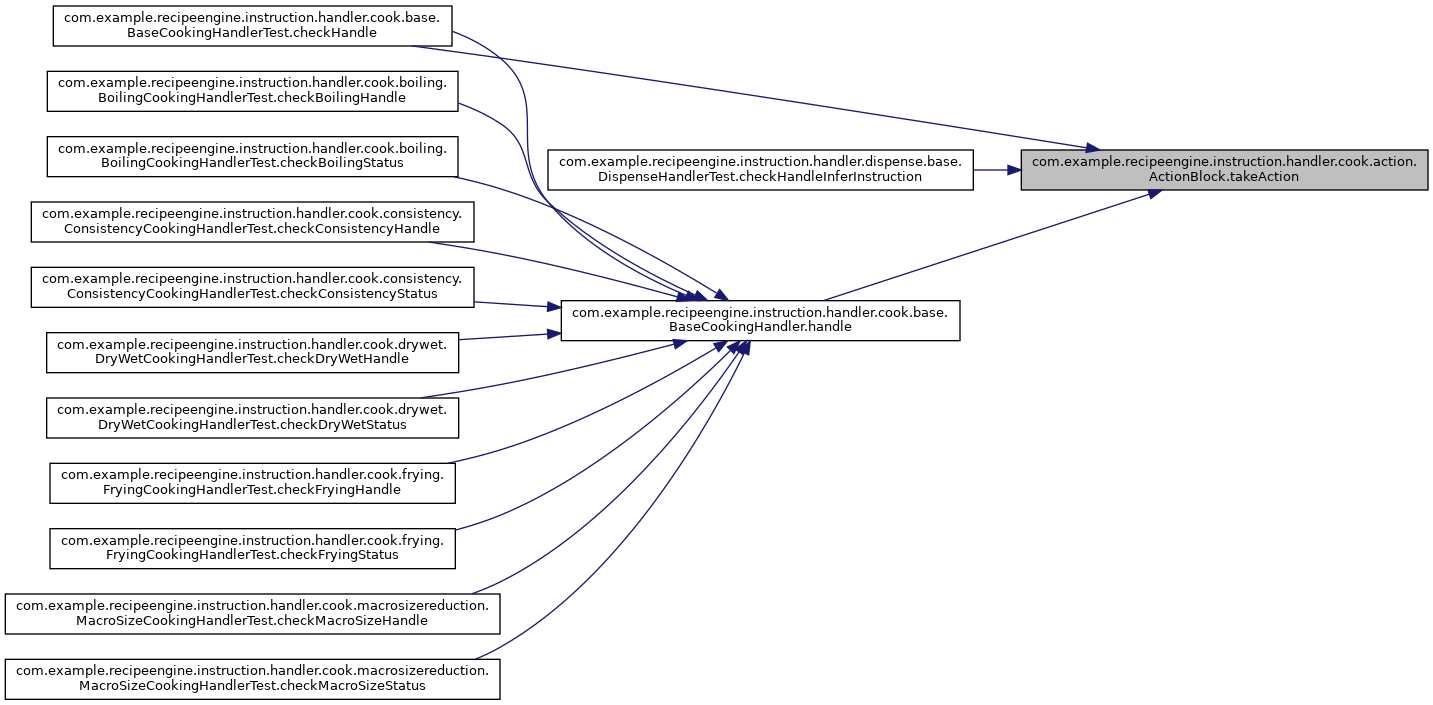 com.example.recipeengine.instruction.handler.cook.base.
BaseCookingHandlerTest.checkHandle
com.example.recipeengine.instruction.handler.cook.boiling.
BoilingCookingHandlerTest.checkBoilingHandle
com.example.recipeengine.instruction.handler.cook.boiling.
BoilingCookingHandlerTest.checkBoilingStatus
com.example.recipeengine.instruction.handler.cook.consistency.
ConsistencyCookingHandlerTest.checkConsistencyHandle
com.example.recipeengine.instruction.handler.cook.consistency.
ConsistencyCookingHandlerTest.checkConsistencyStatus
com.example.recipeengine.instruction.handler.cook.drywet.
DryWetCookingHandlerTest.checkDryWetHandle
com.example.recipeengine.instruction.handler.cook.drywet.
DryWetCookingHandlerTest.checkDryWetStatus
com.example.recipeengine.instruction.handler.cook.frying.
FryingCookingHandlerTest.checkFryingHandle
com.example.recipeengine.instruction.handler.cook.frying.
FryingCookingHandlerTest.checkFryingStatus
com.example.recipeengine.instruction.handler.cook.macrosizereduction.
MacroSizeCookingHandlerTest.checkMacroSizeHandle
com.example.recipeengine.instruction.handler.cook.macrosizereduction.
MacroSizeCookingHandlerTest.checkMacroSizeStatus
com.example.recipeengine.instruction.handler.dispense.base.
DispenseHandlerTest.checkHandleInferInstruction
com.example.recipeengine.instruction.handler.cook.base.
BaseCookingHandler.handle
com.example.recipeengine.instruction.handler.cook.action.
ActionBlock.takeAction